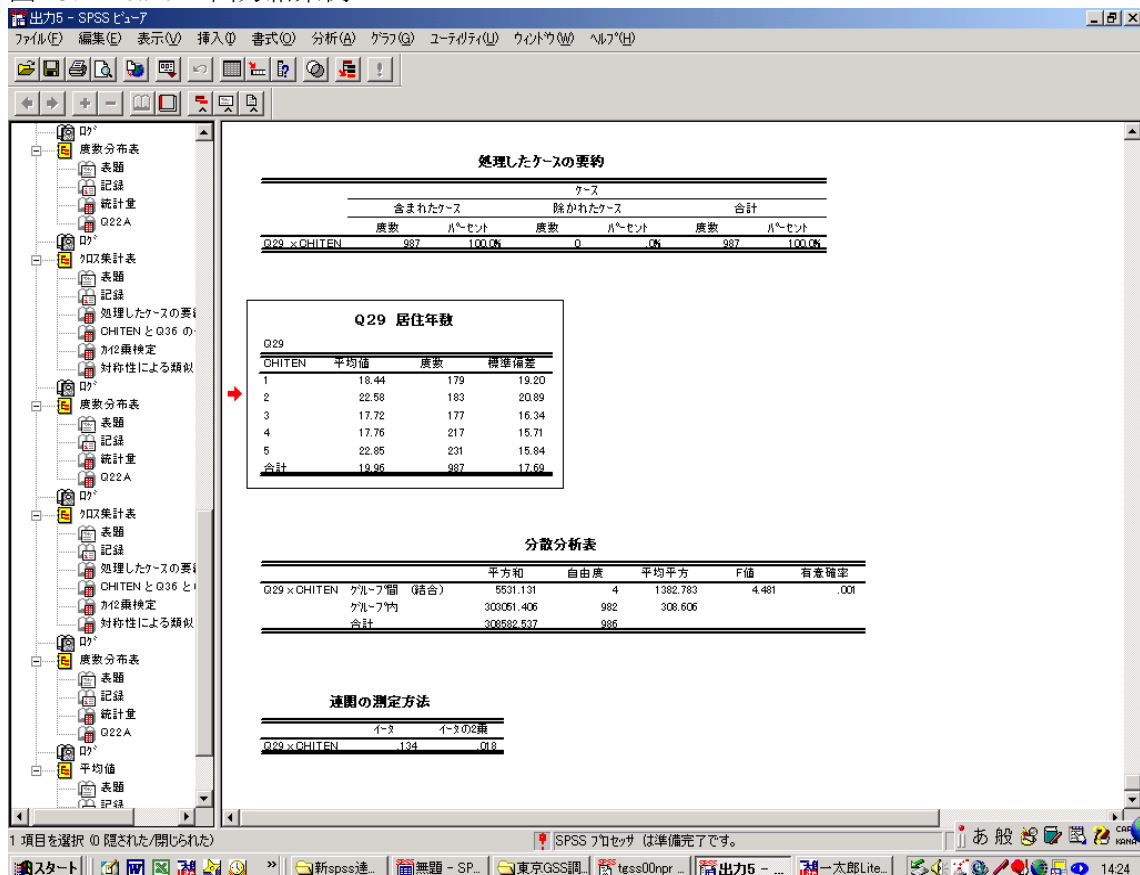 出力5 - SPSS ビューア
ファイル(F) 編集(E) 表示(V) 挿入(I) 書式(O) 分析(A) グラフ(G) ユーティリティ(U) ウィンドウ(W) ヘルプ(H)
ログ
度数分布表
表題
記録
統計量
Q22A
ログ
クロス集計表
表題
記録
処理したケースの要
CHITEN と Q36 の
カイ2乗検定
対称性による類似
ログ
度数分布表
表題
記録
統計量
Q22A
ログ
クロス集計表
表題
記録
処理したケースの要
CHITEN と Q36 と
カイ2乗検定
対称性による類似
ログ
度数分布表
表題
記録
統計量
Q22A
ログ
平均値
表題
記録
処理したケースの要約
ケース
含まれたケース 除かれたケース 合計
度数 パーセント 度数 パーセント 度数 パーセント
Q29 x CHITEN 987 100.0% 0 .0% 987 100.0%
Q29 居住年数
Q29
CHITEN 平均値 度数 標準偏差
1 18.44 179 19.20
2 22.58 183 20.89
3 17.72 177 16.34
4 17.76 217 15.71
5 22.85 231 15.84
合計 19.96 987 17.69
分散分析表
平方和 自由度 平均平方 F値 有意確率
Q29 x CHITEN グループ間 (結合) 5531.131 4 1382.783 4.481 .001
グループ内 303051.406 982 308.606
合計 308582.537 986
連関の測定方法
イータ イータの2乗
Q29 x CHITEN .134 .018
1 項目を選択 (0 隠された/閉じられた)
SPSS プロセッサ は準備完了です。
あ 般
CAPS
KANA
スタート
»
新spss達...
無題 - SP...
東京GSS調...
tgss00npr ...
出力5 - ...
一太郎Lite...
14:24